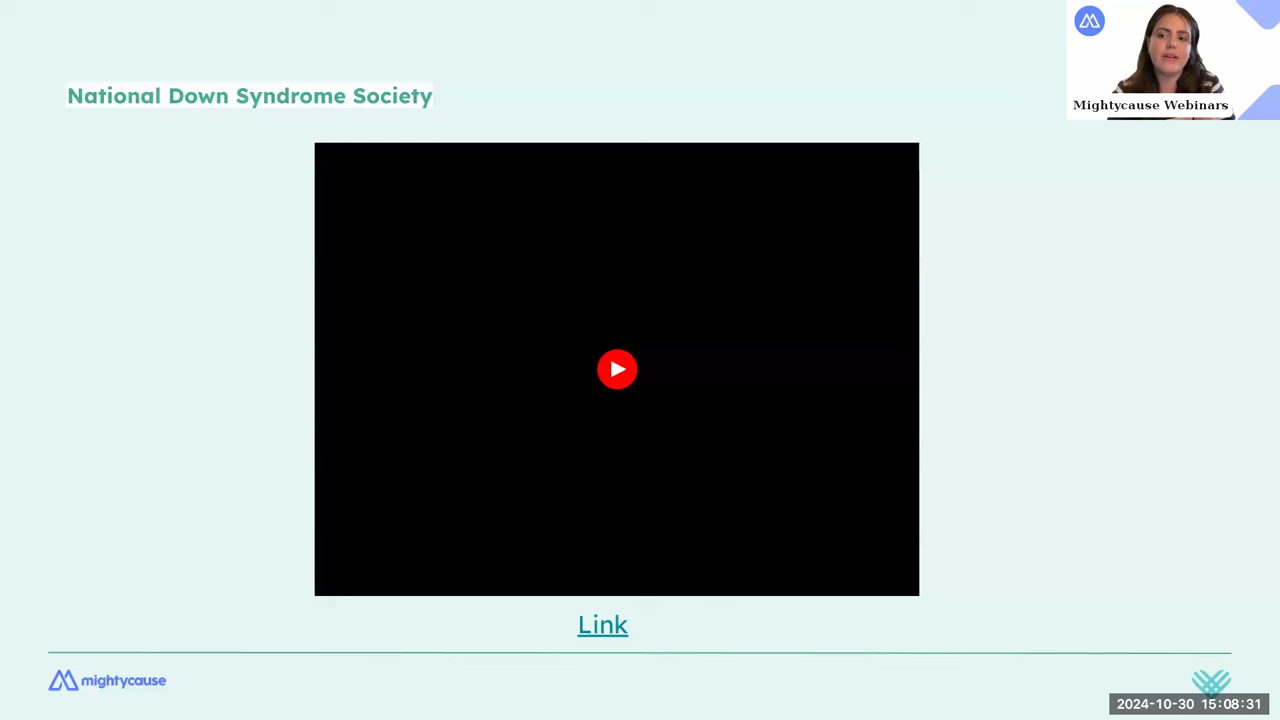 National Down Syndrome Society
Mightycause Webinars
Link
mightycause
2024-10-30 15:08:31